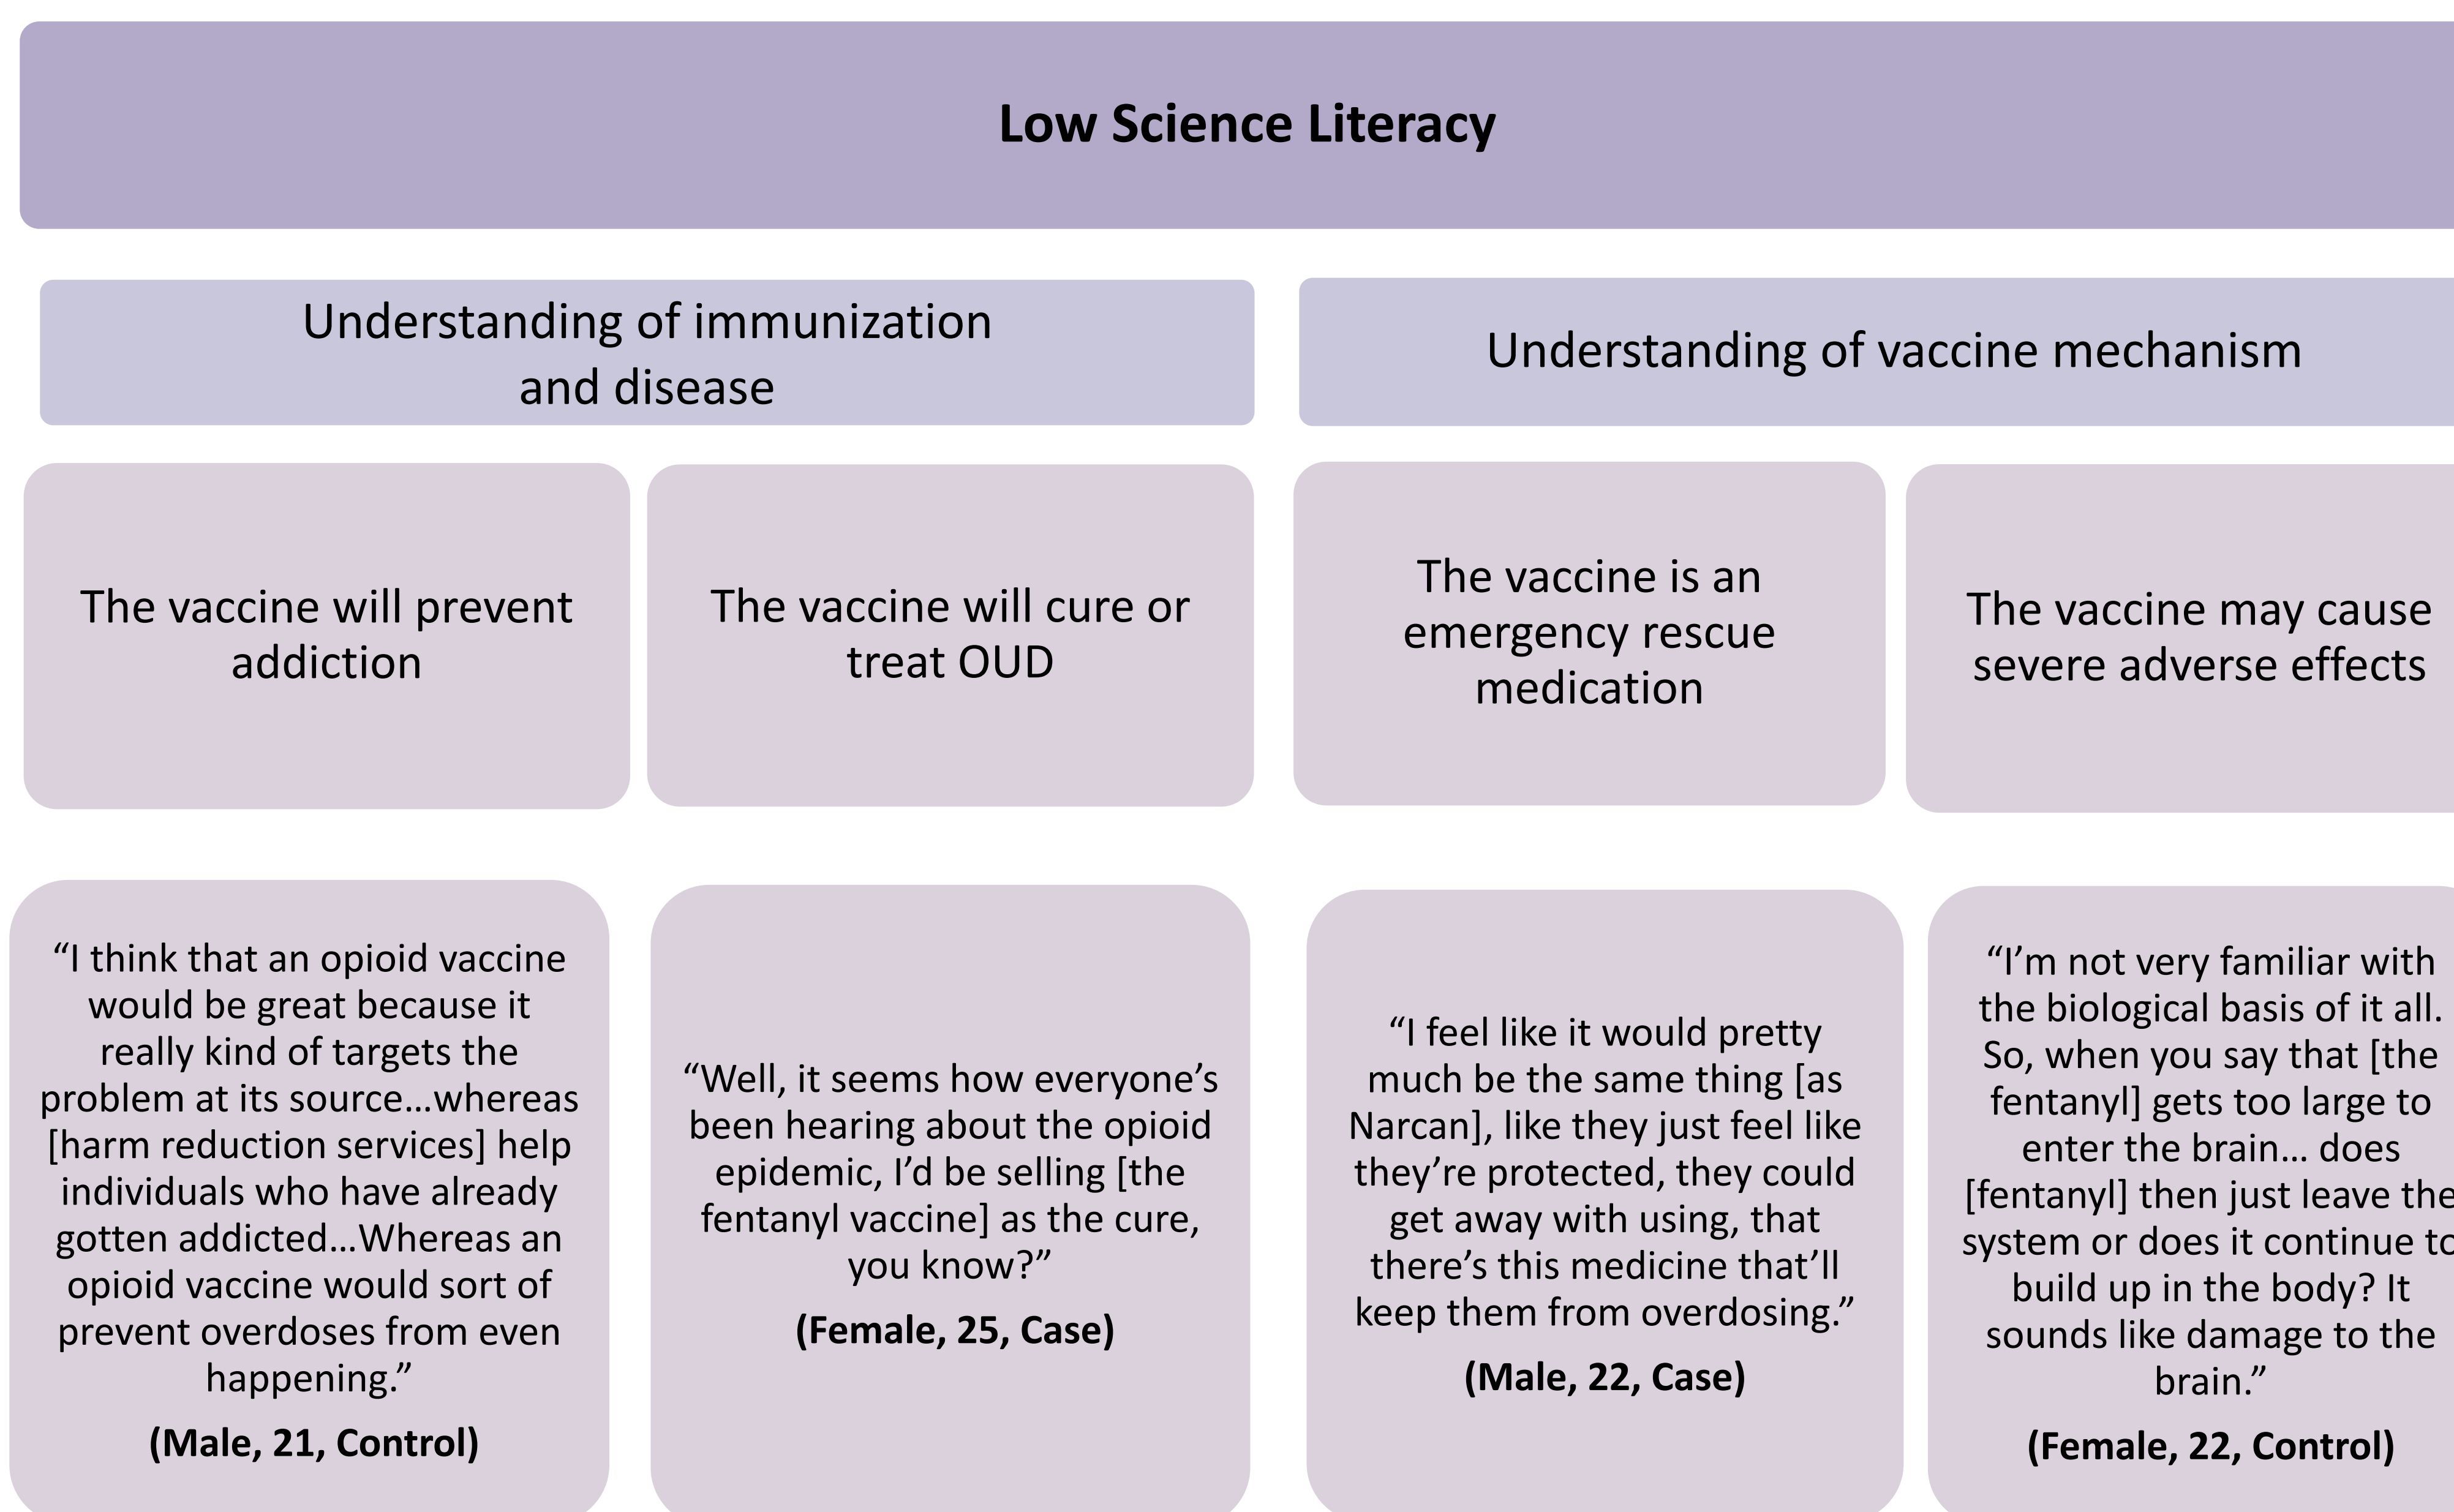 Low Science Literacy
Understanding of immunization
and disease
Understanding of vaccine mechanism
The vaccine will prevent
addiction
The vaccine will cure or
treat OUD
The vaccine is an
emergency rescue
medication
The vaccine may cause
severe adverse effects
“I think that an opioid vaccine
would be great because it
really kind of targets the
problem at its source...whereas
[harm reduction services] help
individuals who have already
gotten addicted...Whereas an
opioid vaccine would sort of
prevent overdoses from even
happening.”
(Male, 21, Control)
“Well, it seems how everyone’s
been hearing about the opioid
epidemic, I’d be selling [the
fentanyl vaccine] as the cure,
you know?”
(Female, 25, Case)
“I feel like it would pretty
much be the same thing [as
Narcan], like they just feel like
they’re protected, they could
get away with using, that
there’s this medicine that’ll
keep them from overdosing.”
(Male, 22, Case)
“I’m not very familiar with
the biological basis of it all.
So, when you say that [the
fentanyl] gets too large to
enter the brain... does
[fentanyl] then just leave the
system or does it continue to
build up in the body? It
sounds like damage to the
brain.”
(Female, 22, Control)